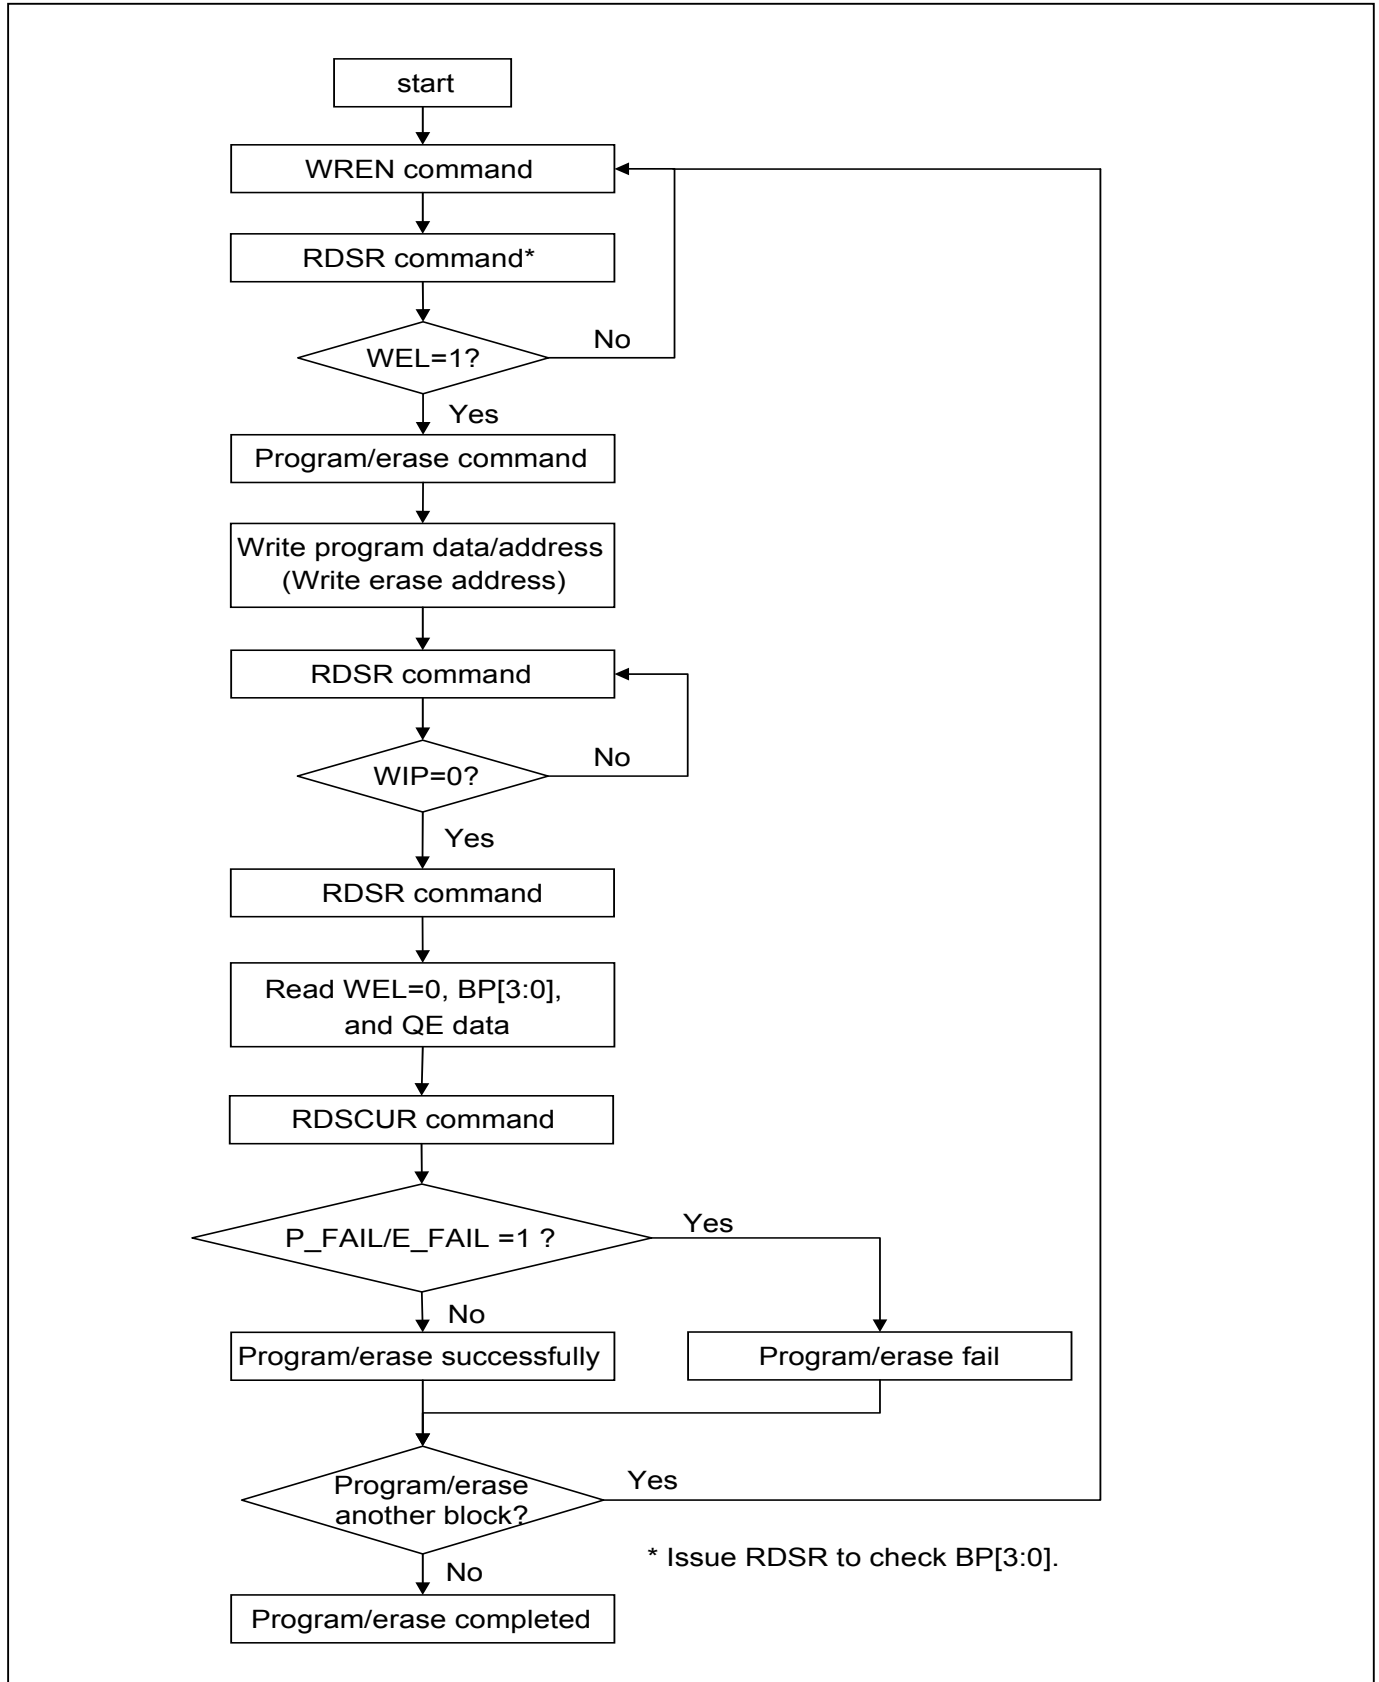 start
WREN command
RDSR command*
WEL=1?
No
Yes
Program/erase command
Write program data/address
(Write erase address)
RDSR command
WIP=0?
No
Yes
RDSR command
Read WEL=0, BP[3:0],
and QE data
RDSCUR command
P_FAIL/E_FAIL =1 ?
Yes
No
Program/erase successfully
Program/erase fail
Program/erase
another block?
Yes
* Issue RDSR to check BP[3:0].
No
Program/erase completed